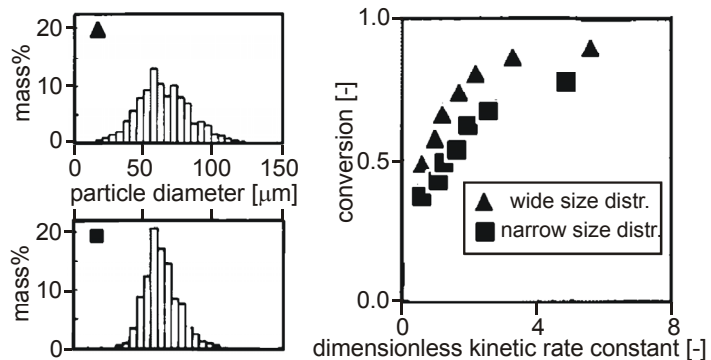 20
10
0
mass%
0 50 100 150
particle diameter [μm]
20
10
0
mass%
1.0
0.5
0.0
conversion [-]
wide size distr.
narrow size distr.
0 4 8
dimensionless kinetic rate constant [-]